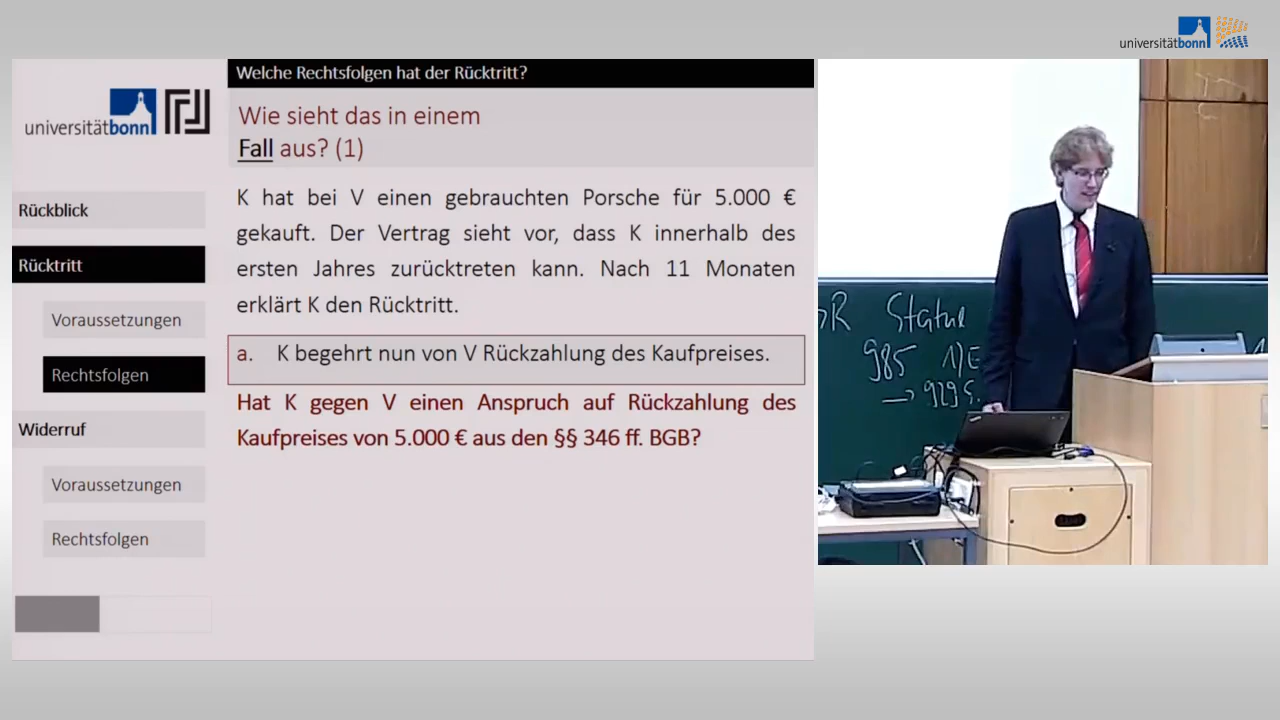 universitätbonn
Welche Rechtsfolgen hat der Rücktritt?
universitätbonn
Wie sieht das in einem
Fall aus? (1)
Rückblick
Rücktritt
Voraussetzungen
Rechtsfolgen
Widerruf
Voraussetzungen
Rechtsfolgen
K hat bei V einen gebrauchten Porsche für 5.000 €
gekauft. Der Vertrag sieht vor, dass K innerhalb des
ersten Jahres zurücktreten kann. Nach 11 Monaten
erklärt K den Rücktritt.
a. K begehrt nun von V Rückzahlung des Kaufpreises.
Hat K gegen V einen Anspruch auf Rückzahlung des
Kaufpreises von 5.000 € aus den §§ 346 ff. BGB?
985 1)E
→ 929 S.